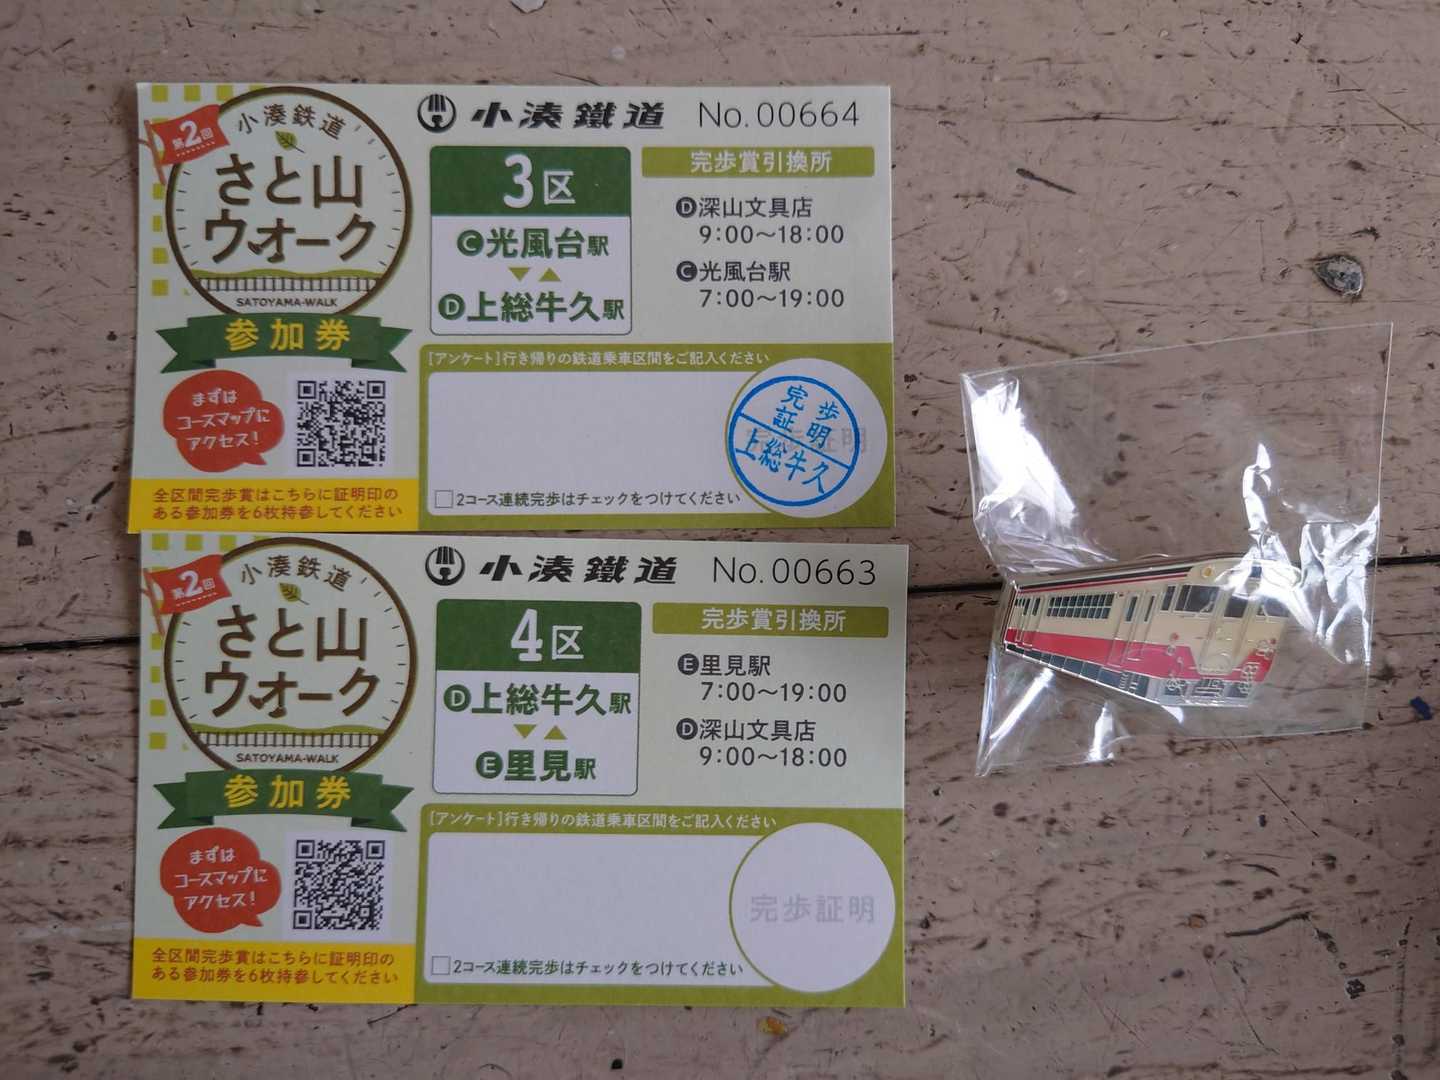 第2回
小湊鉄道
さと山
ウォーク
SATOYAMA-WALK
参加券
まずは
コースマップに
アクセス!
全区間完歩賞はこちらに証明印の
ある参加券を6枚持参してください
小湊鐵道 No.00664
3区
C光風台駅
D上総牛久駅
完歩賞引換所
D深山文具店
9:00〜18:00
C光風台駅
7:00〜19:00
[アンケート]行き帰りの鉄道乗車区間をご記入ください
完歩証明
完歩
証明
上総牛久
2コース連続完歩はチェックをつけてください
第2回
小湊鉄道
さと山
ウォーク
SATOYAMA-WALK
参加券
まずは
コースマップに
アクセス!
全区間完歩賞はこちらに証明印の
ある参加券を6枚持参してください
小湊鐵道 No.00663
4区
D上総牛久駅
E里見駅
完歩賞引換所
E里見駅
7:00〜19:00
D深山文具店
9:00〜18:00
[アンケート]行き帰りの鉄道乗車区間をご記入ください
完歩証明
2コース連続完歩はチェックをつけてください